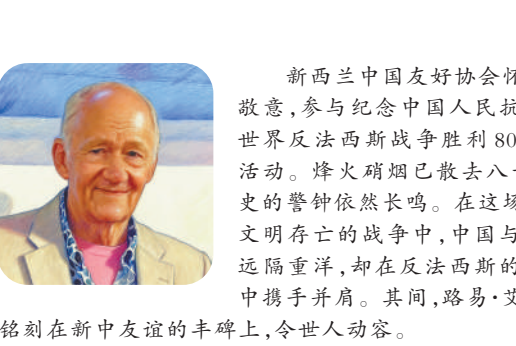 新西兰中国友好协会怀
敬意,参与纪念中国人民抗
世界反法西斯战争胜利 80
活动。烽火硝烟已散去八
史的警钟依然长鸣。在这场
文明存亡的战争中,中国与
远隔重洋,却在反法西斯的
中携手并肩。其间,路易·艾
铭刻在新中友谊的丰碑上,令世人动容。